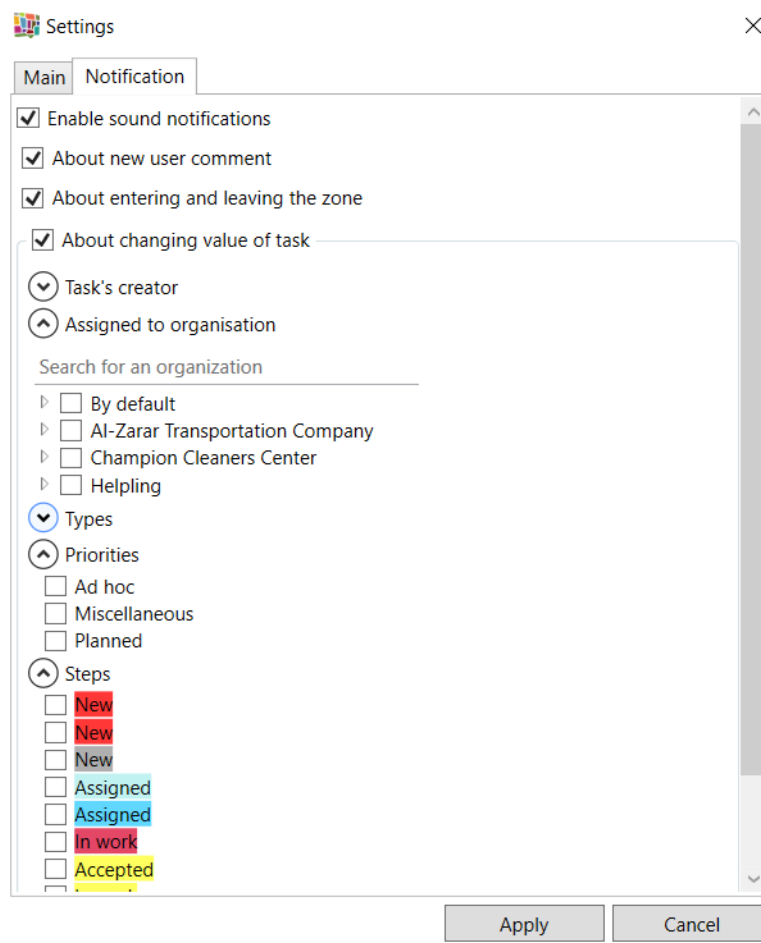 Settings
Main Notification
Enable sound notifications
About new user comment
About entering and leaving the zone
About changing value of task
Task's creator
Assigned to organisation
Search for an organization
By default
Al-Zarar Transportation Company
Champion Cleaners Center
Helpling
Types
Priorities
Ad hoc
Miscellaneous
Planned
Steps
New
New
New
Assigned
Assigned
In work
Accepted
Apply Cancel